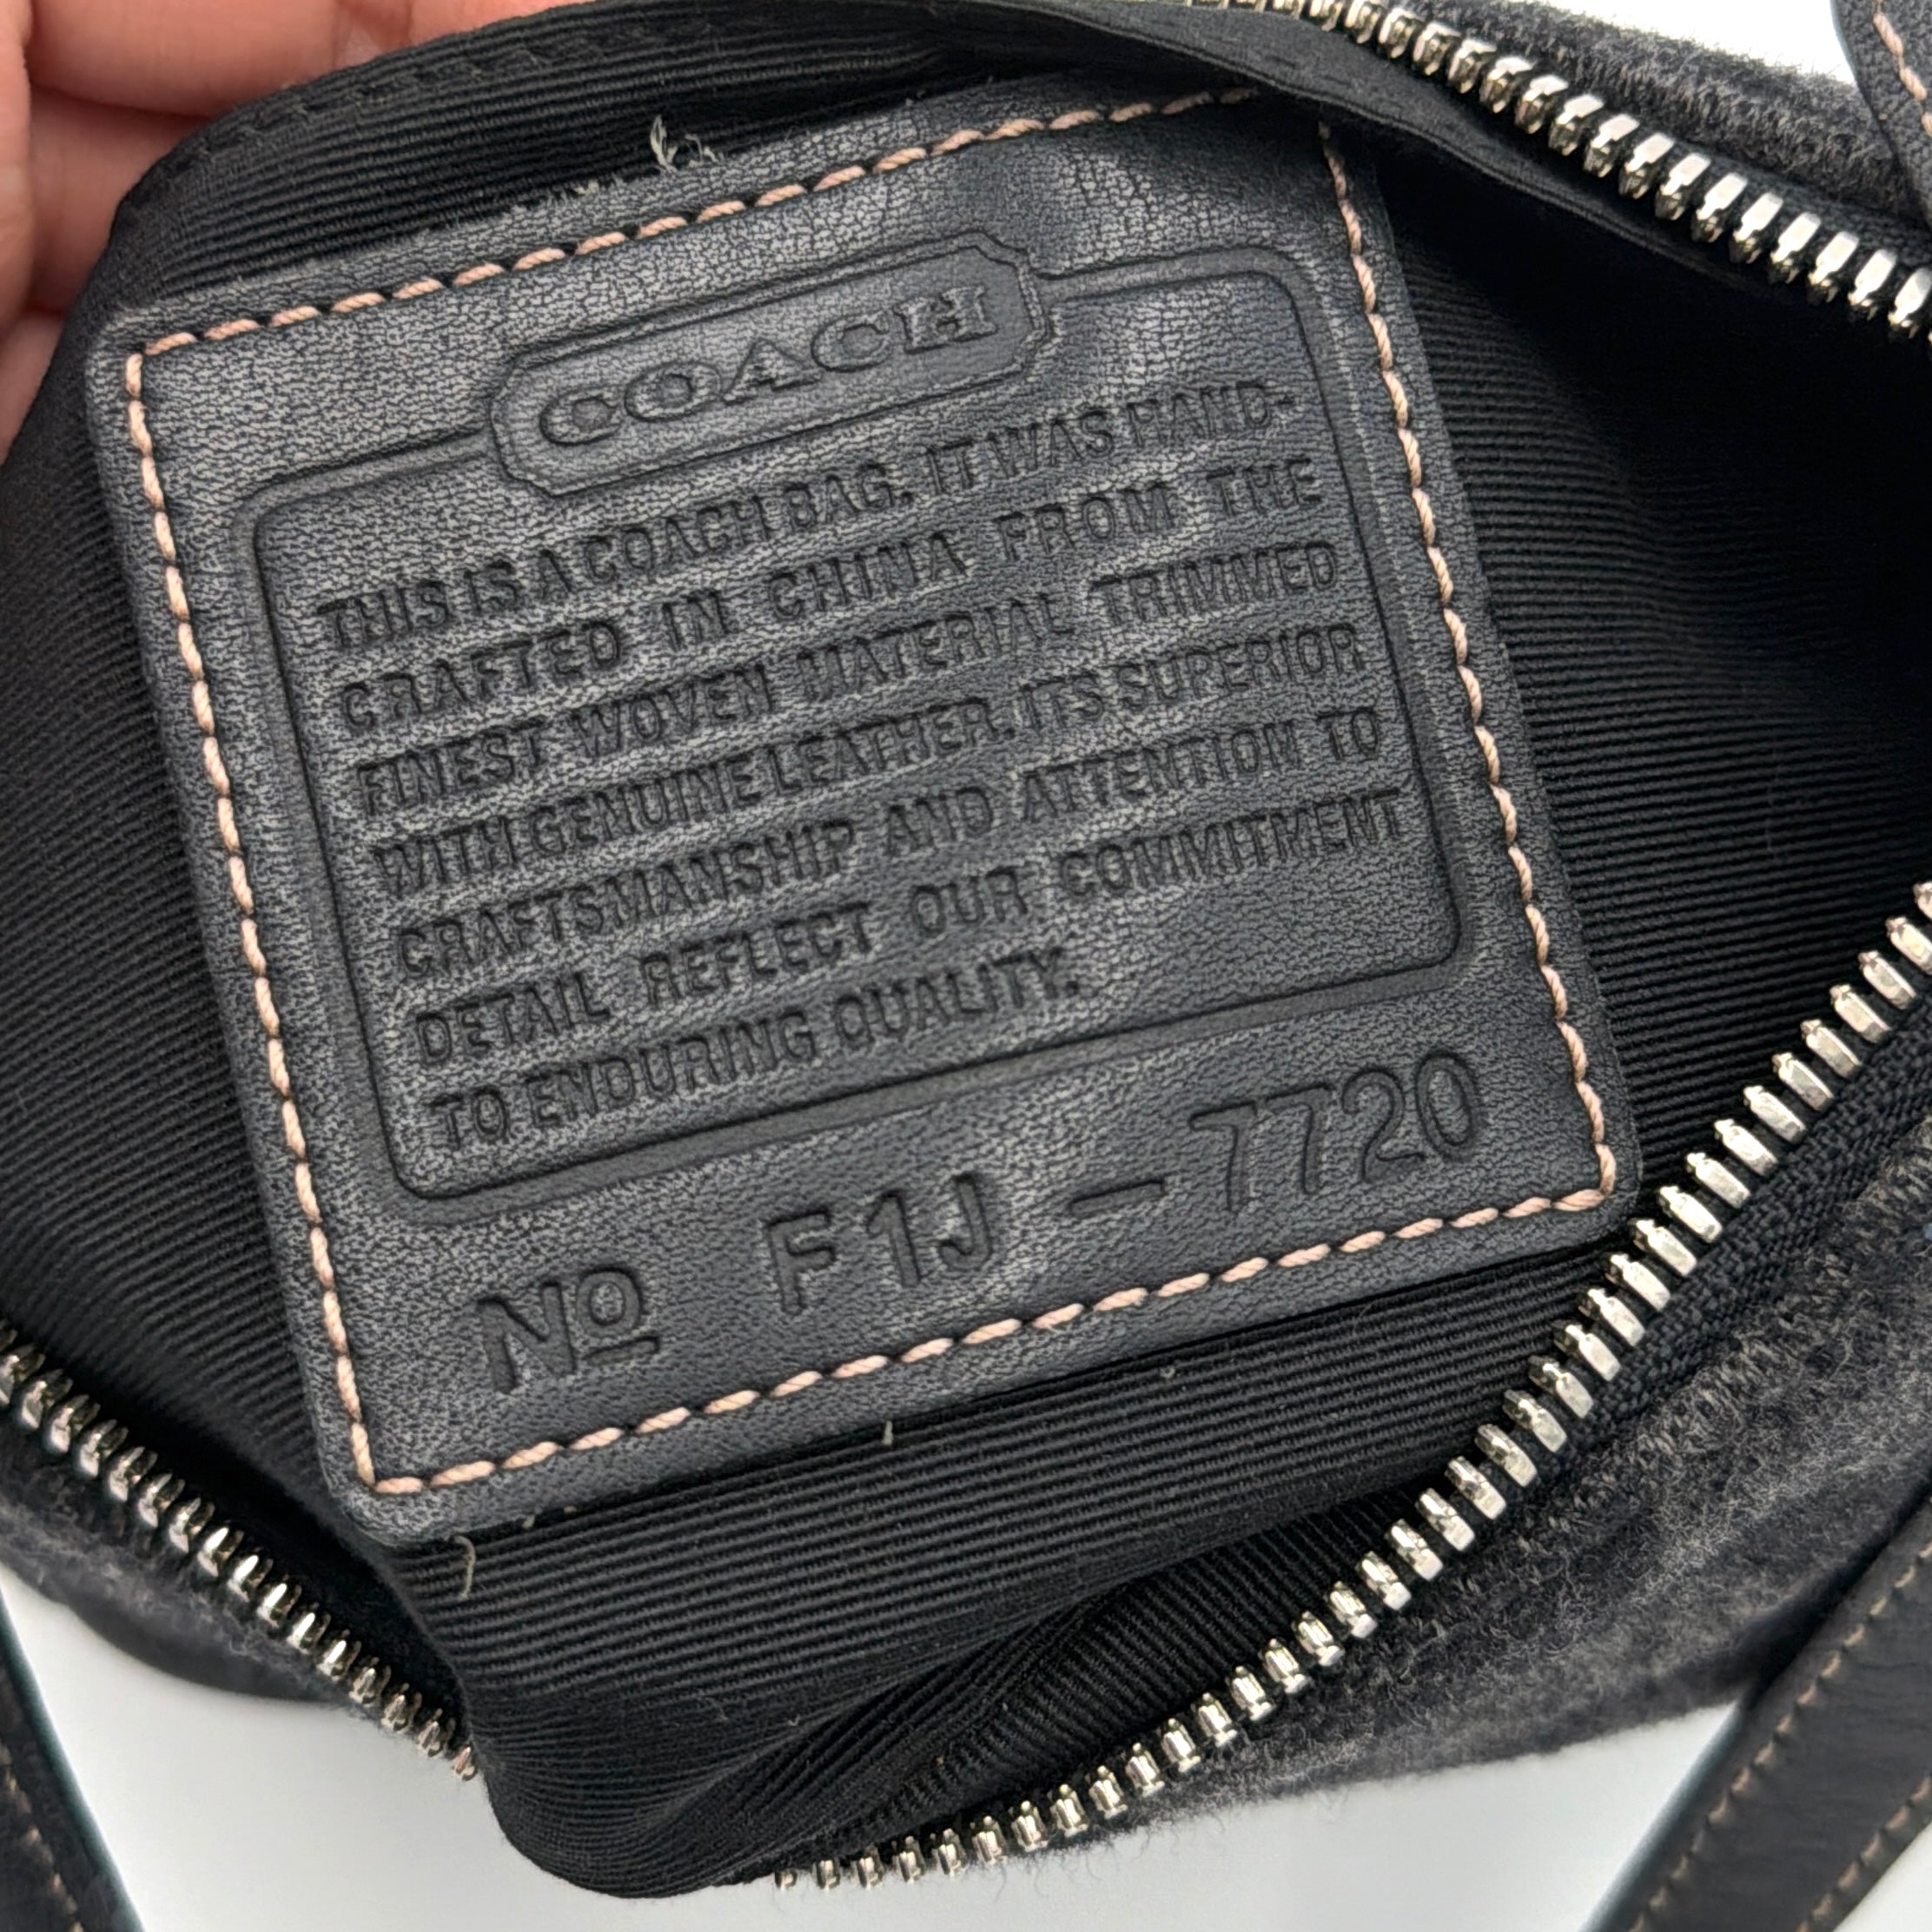 COACH
THIS IS A COACH BAG. IT WAS HAND-
CRAFTED IN CHINA FROM THE
FINEST WOVEN MATERIAL TRIMMED
WITH GENUINE LEATHER. ITS SUPERIOR
CRAFTSMANSHIP AND ATTENTION TO
DETAIL REFLECT OUR COMMITMENT
TO ENDURING QUALITY.
No F1J-7720